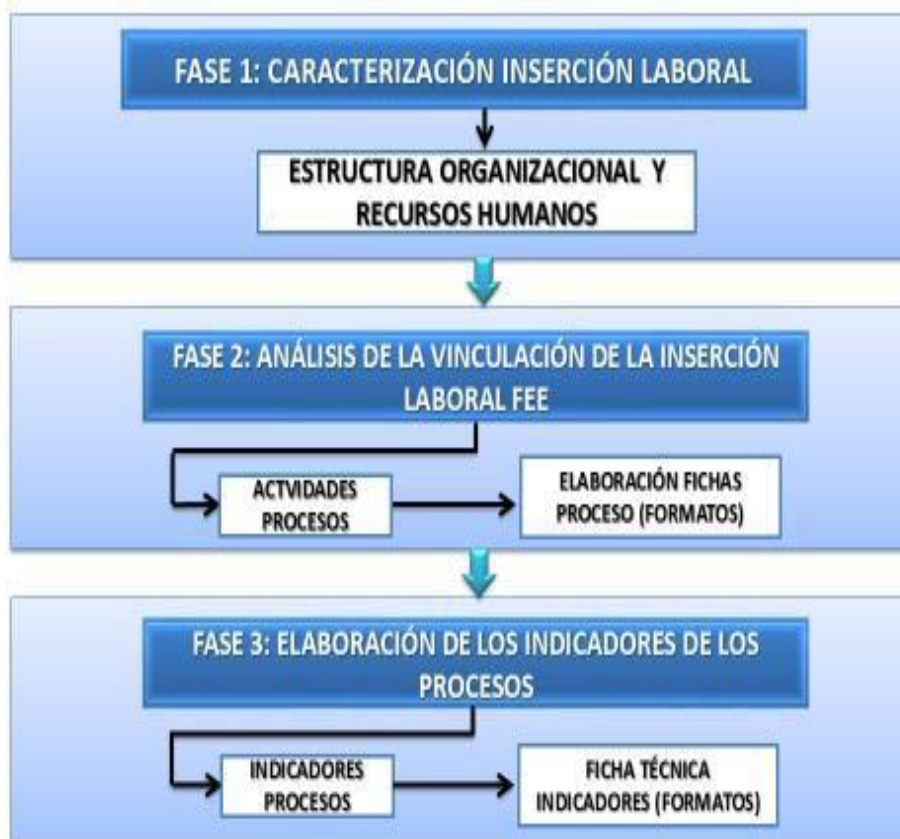 FASE 1: CARACTERIZACIÓN INSERCIÓN LABORAL
ESTRUCTURA ORGANIZACIONAL Y
RECURSOS HUMANOS
FASE 2: ANÁLISIS DE LA VINCULACIÓN DE LA INSERCIÓN
LABORAL FEE
ACTVIDADES
PROCESOS
ELABORACIÓN FICHAS
PROCESO (FORMATOS)
FASE 3: ELABORACIÓN DE LOS INDICADORES DE LOS
PROCESOS
INDICADORES
PROCESOS
FICHA TÉCNICA
INDICADORES (FORMATOS)